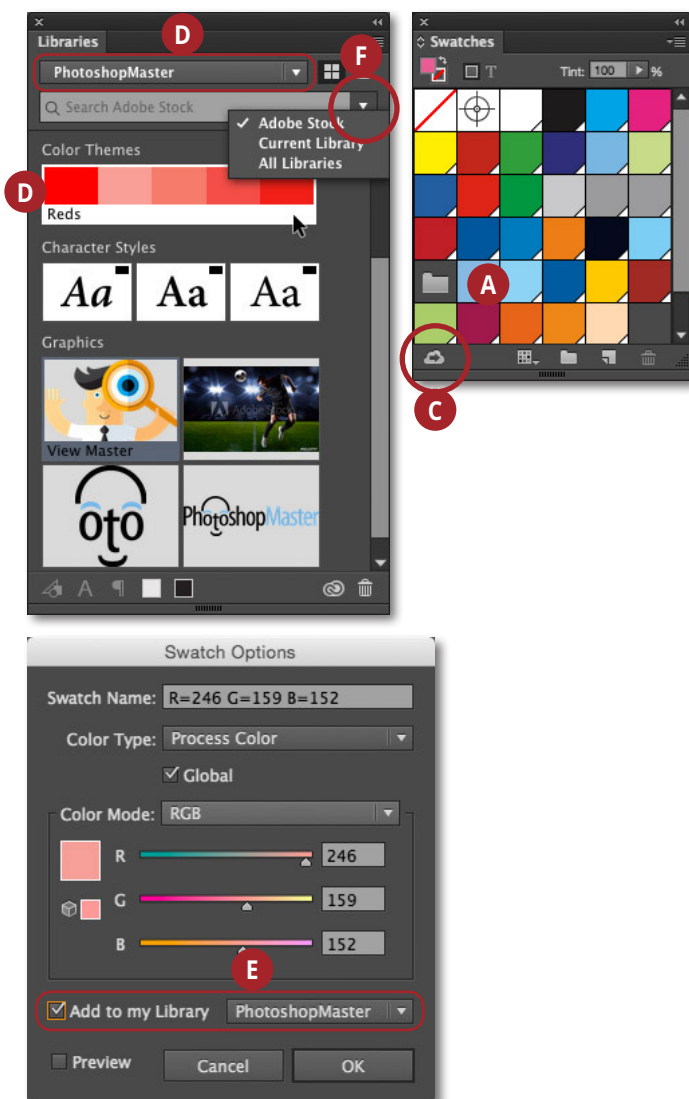 Libraries
D
F
PhotoshopMaster
Search Adobe Stock
Adobe Stock
Current Library
All Libraries
Color Themes
D
Reds
Character Styles
Aa Aa Aa
Graphics
Adobe Stock
View Master
oto
PhotoshopMaster
A ¶
Swatches
T Tint: 100 %
A
C
Swatch Options
Swatch Name: R=246 G=159 B=152
Color Type: Process Color
Global
Color Mode: RGB
R 246
G 159
B 152
E
Add to my Library PhotoshopMaster
Preview Cancel OK